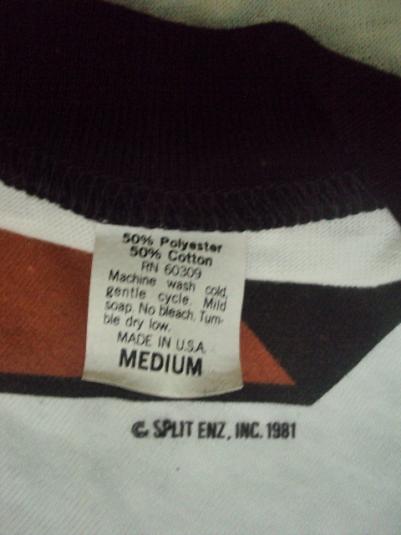 50% Polyester
50% Cotton
RN 60309
Machine wash cold,
gentle cycle. Mild
soap. No bleach. Tum-
ble dry low.
MADE IN U.S.A.
MEDIUM
© SPLIT ENZ, INC. 1981